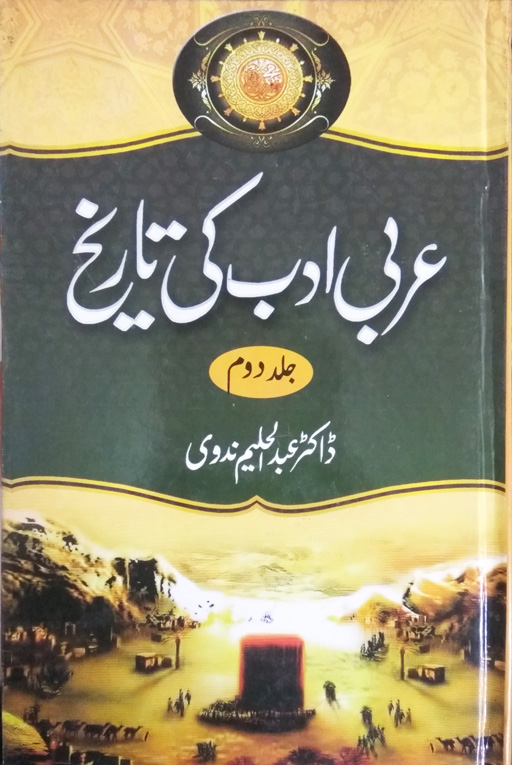 عربی ادب کی تاریخ
جلد دوم
ڈاکٹر عبدالحلیم ندوی